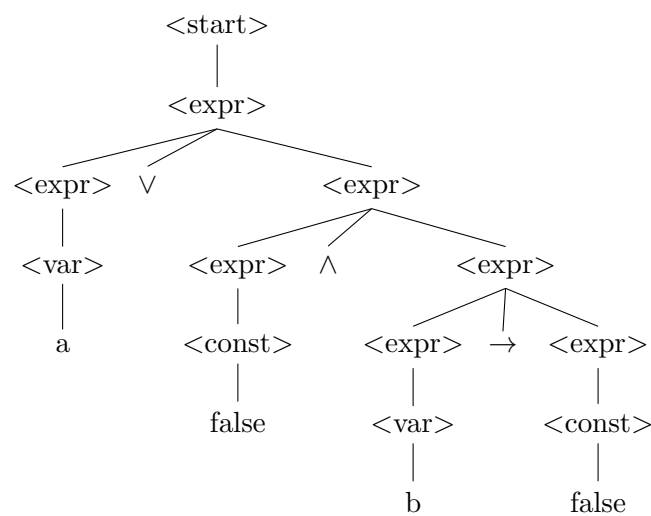 <start>
<expr>
<expr> ∨ <expr>
<var> <expr> ∧ <expr>
a <const> <expr> → <expr>
false <var> <const>
b false